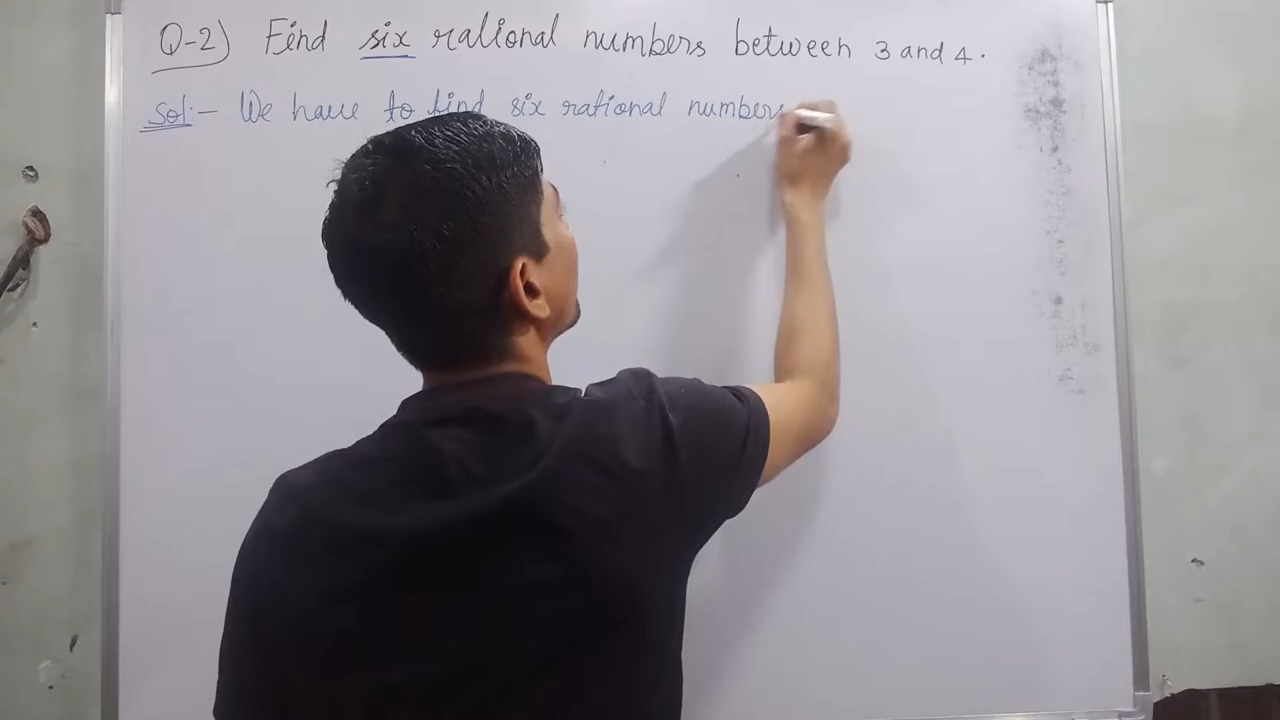 Q-2) Find six rational numbers between 3 and 4.
Sol:- We have to find six rational numbers